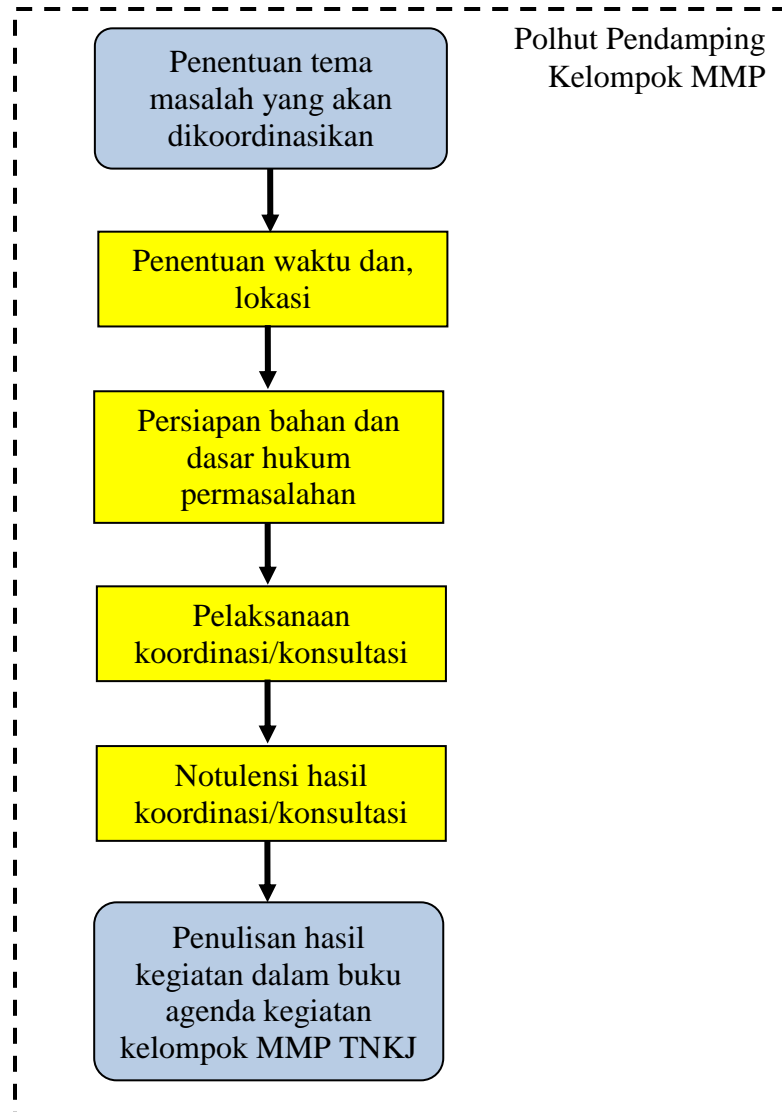 Polhut Pendamping
Kelompok MMP
Penentuan tema
masalah yang akan
dikoordinasikan
Penentuan waktu dan,
lokasi
Persiapan bahan dan
dasar hukum
permasalahan
Pelaksanaan
koordinasi/konsultasi
Notulensi hasil
koordinasi/konsultasi
Penulisan hasil
kegiatan dalam buku
agenda kegiatan
kelompok MMP TNKJ